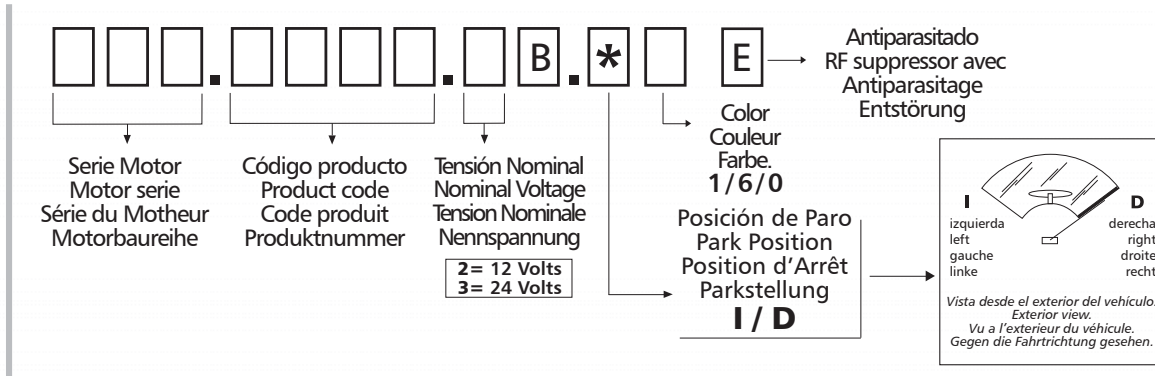 B . * E
Antiparasitado
RF suppressor avec
Antiparasitage
Entstörung
Color
Couleur
Farbe.
1/6/0
Serie Motor
Motor serie
Série du Motheur
Motorbaureihe
Código producto
Product code
Code produit
Produktnummer
Tensión Nominal
Nominal Voltage
Tension Nominale
Nennspannung
2= 12 Volts
3= 24 Volts
Posición de Paro
Park Position
Position d'Arrêt
Parkstellung
I / D
I
izquierda
left
gauche
linke
D
derecha
right
droite
recht
Vista desde el exterior del vehículo.
Exterior view.
Vu a l'exterieur du véhicule.
Gegen die Fahrtrichtung gesehen.